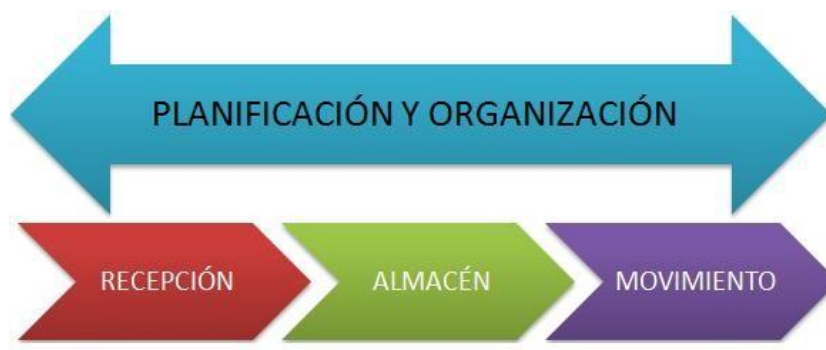 PLANIFICACIÓN Y ORGANIZACIÓN
RECEPCIÓN
ALMACÉN
MOVIMIENTO